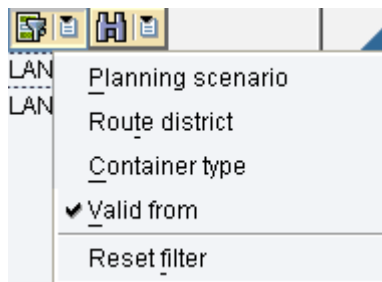 LAN
Planning scenario
LAN
Route district
Container type
Valid from
Reset filter